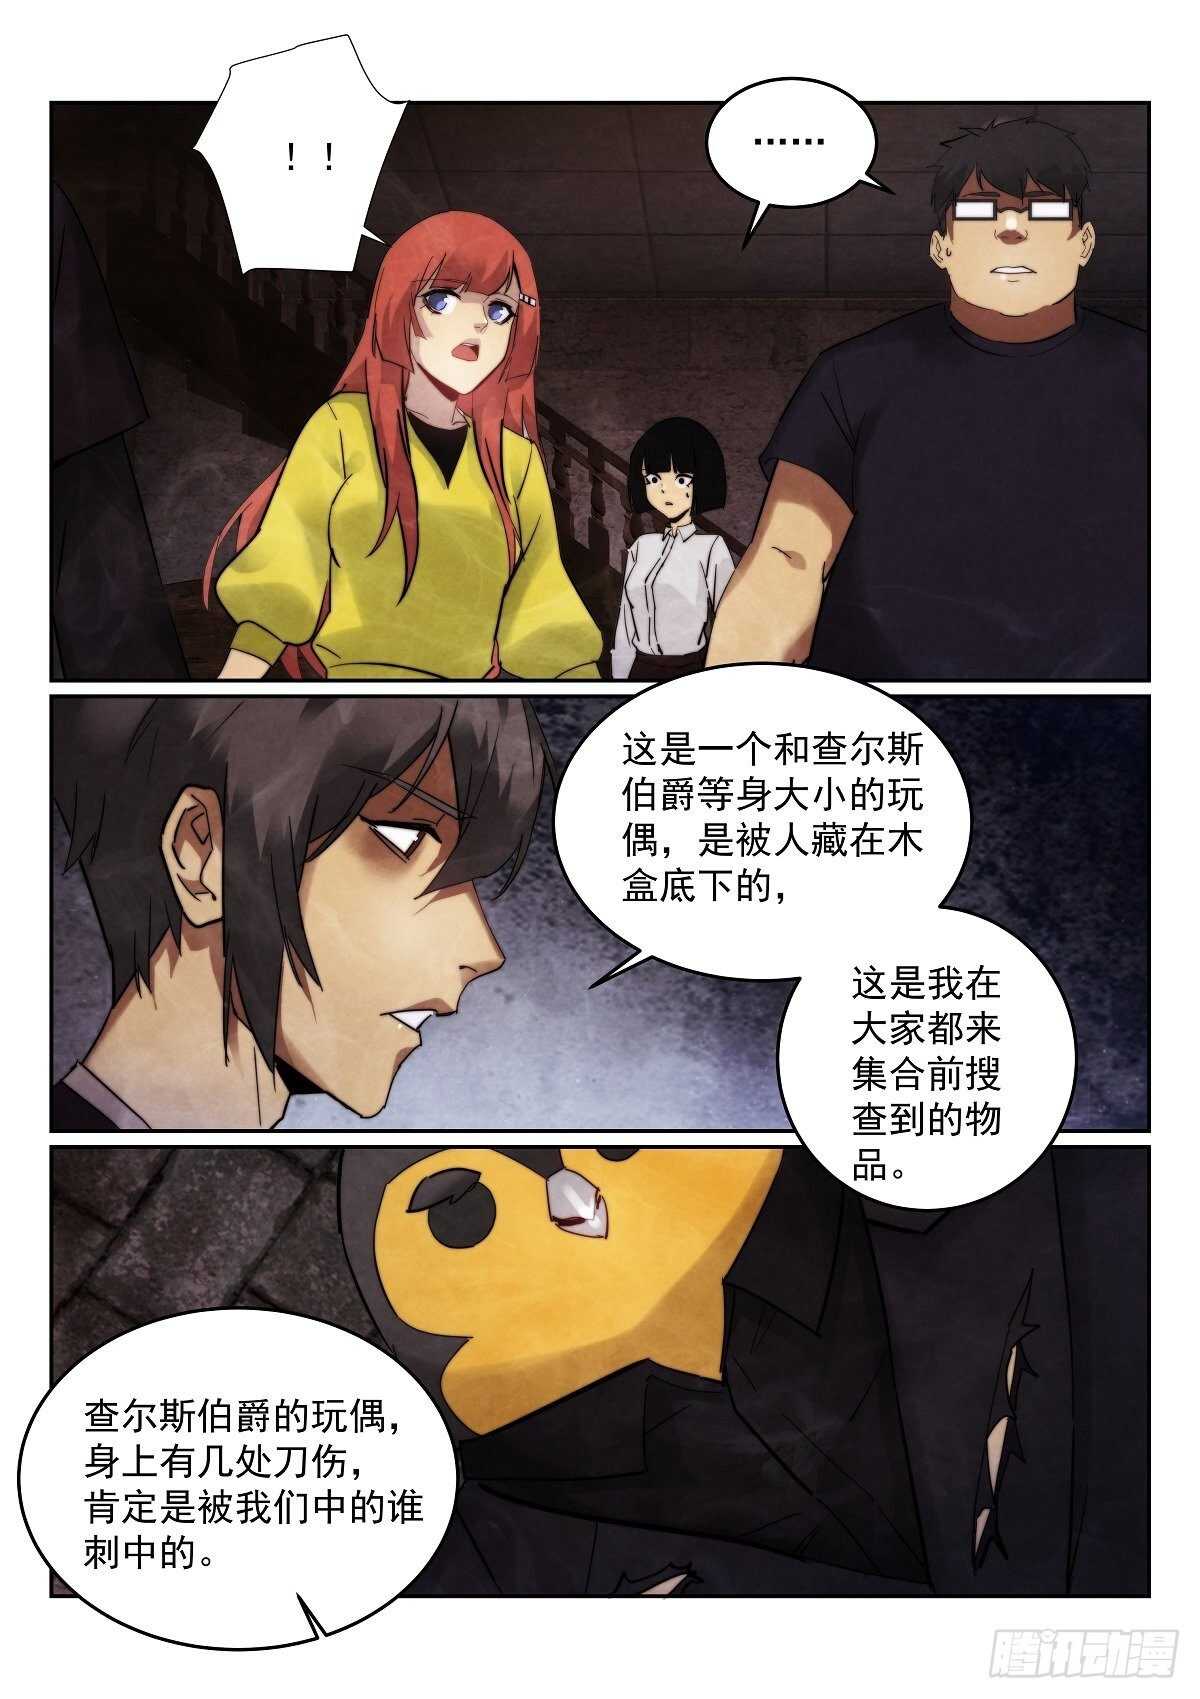 ！！
……
这是一个和查尔斯
伯爵等身大小的玩
偶，是被人藏在木
盒底下的，
这是我在
大家都来
集合前搜
查到的物
品。
查尔斯伯爵的玩偶，
身上有几处刀伤，
肯定是被我们中的谁
刺中的。
腾讯动漫